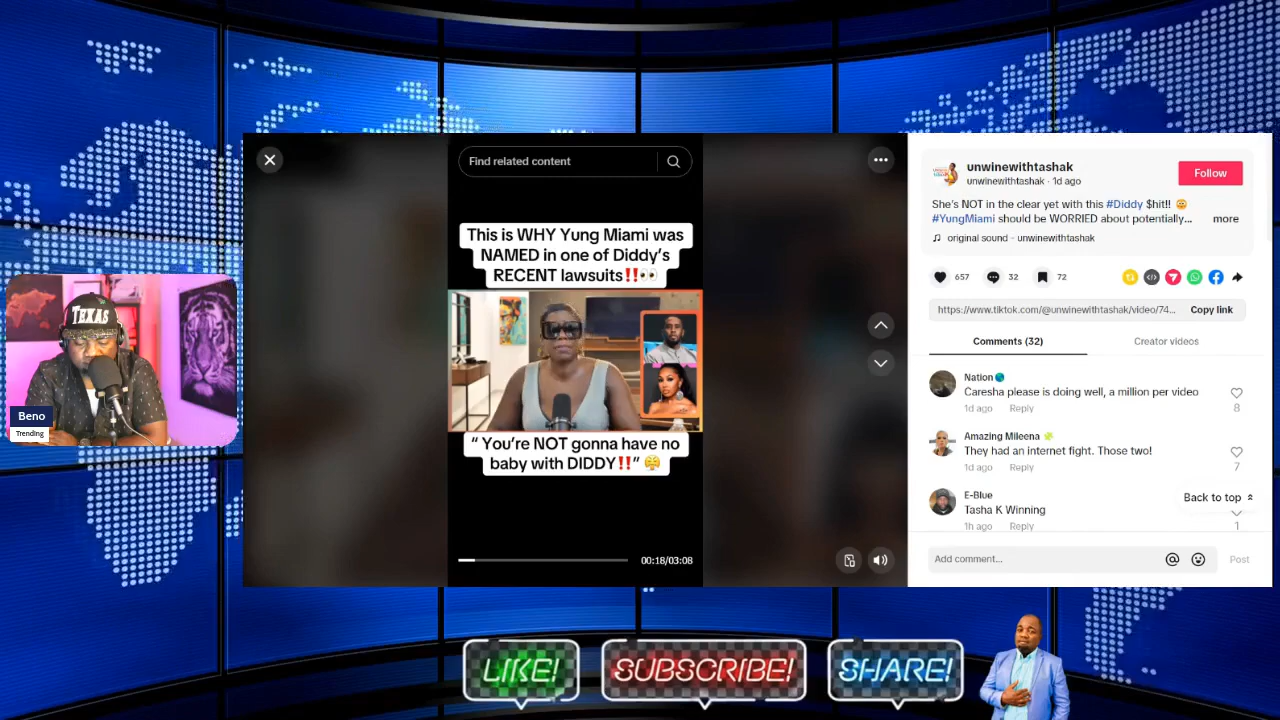 TEXAS
Beno
Trending
Find related content
This is WHY Yung Miami was
NAMED in one of Diddy's
RECENT lawsuits‼️👀
" You're NOT gonna have no
baby with DIDDY‼️" 😤
00:18/03:08
unwinewithtashak
unwinewithtashak · 1d ago
Follow
She's NOT in the clear yet with this #Diddy $hit!!
#YungMiami should be WORRIED about potentially... more
original sound - unwinewithtashak
657
32
72
https://www.tiktok.com/@unwinewithtashak/video/74...
Copy link
Comments (32)
Creator videos
Nation
Caresha please is doing well, a million per video
1d ago Reply
8
Amazing Mileena
They had an internet fight. Those two!
1d ago Reply
7
E-Blue
Tasha K Winning
1h ago Reply
1
Back to top
Add comment...
Post
LIKE!
SUBSCRIBE!
SHARE!